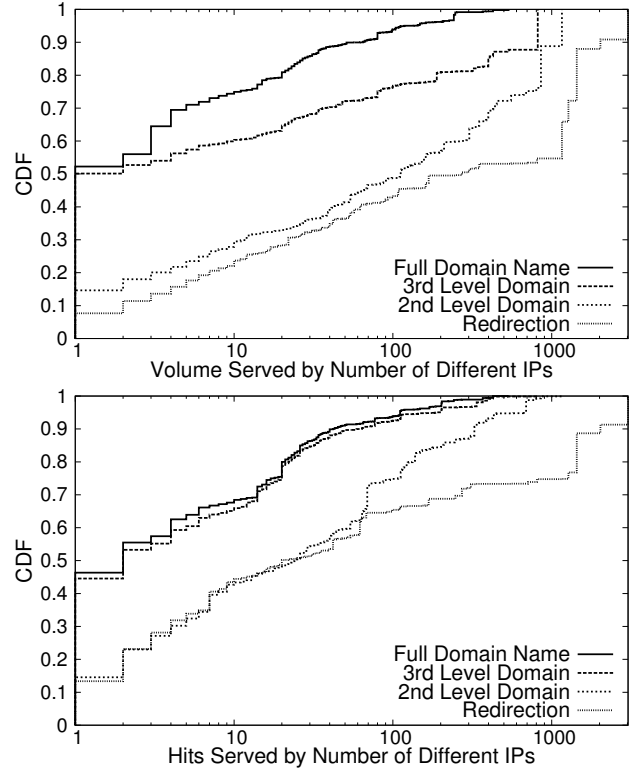 1
0.9
0.8
0.7
0.6
0.5
0.4
0.3
0.2
0.1
0
CDF
Full Domain Name
3rd Level Domain
2nd Level Domain
Redirection
1 10 100 1000
Volume Served by Number of Different IPs
1
0.9
0.8
0.7
0.6
0.5
0.4
0.3
0.2
0.1
0
CDF
Full Domain Name
3rd Level Domain
2nd Level Domain
Redirection
1 10 100 1000
Hits Served by Number of Different IPs